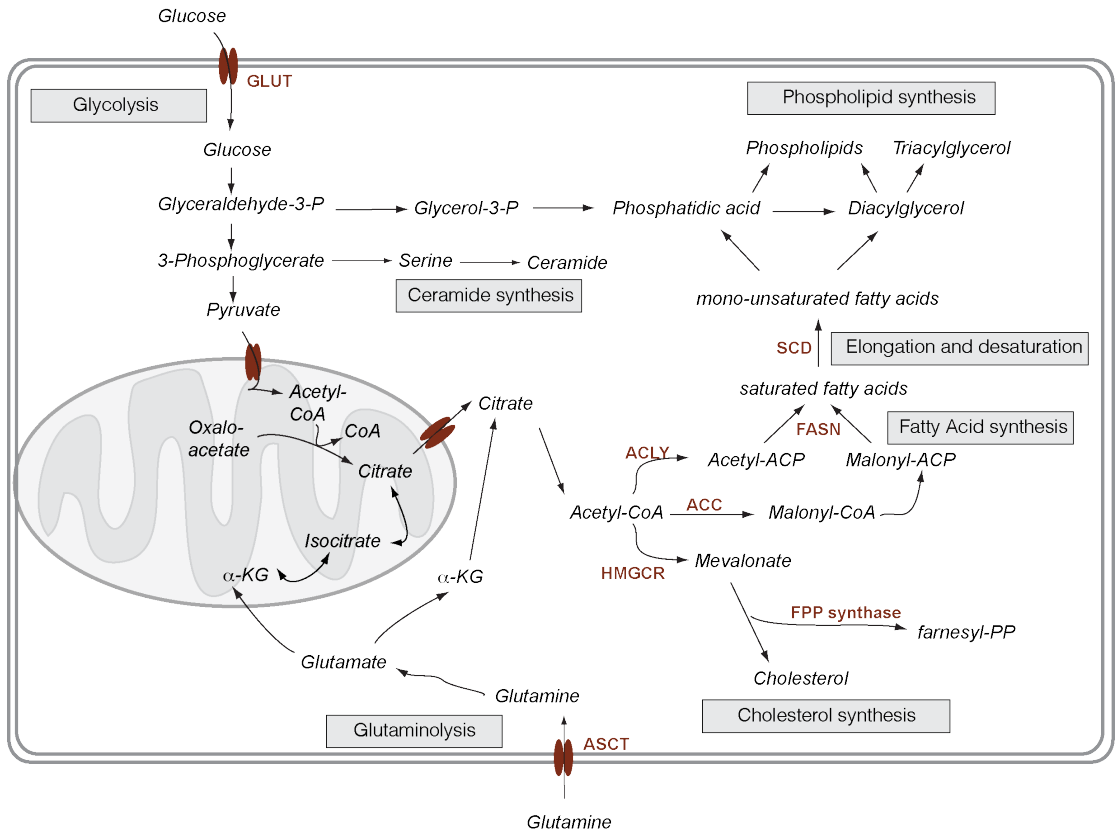 Glucose
GLUT
Glycolysis
Phospholipid synthesis
Glucose
Phospholipids
Triacylglycerol
Glyceraldehyde-3-P
Glycerol-3-P
Phosphatidic acid
Diacylglycerol
3-Phosphoglycerate
Serine
Ceramide
Ceramide synthesis
mono-unsaturated fatty acids
Pyruvate
SCD
Elongation and desaturation
saturated fatty acids
Acetyl-
CoA
Citrate
Oxalo-
acetate
CoA
FASN
Fatty Acid synthesis
Citrate
ACLY
Acetyl-ACP
Malonyl-ACP
ACC
Acetyl-CoA
Malonyl-CoA
Isocitrate
α-KG
α-KG
HMGCR
Mevalonate
FPP synthase
farnesyl-PP
Glutamate
Cholesterol
Glutamine
Cholesterol synthesis
Glutaminolysis
ASCT
Glutamine